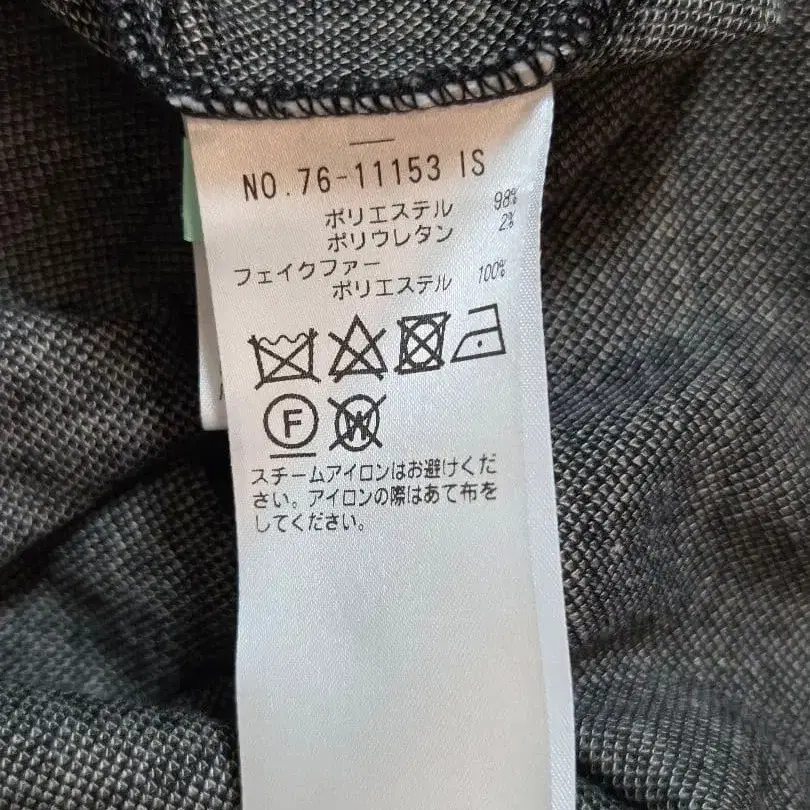 NO.76-11153 IS
ポリエステル 98%
ポリウレタン 2%
フェイクファー
ポリエステル 100%
F W
スチームアイロンはお避けくだ
さい。アイロンの際はあて布を
してください。